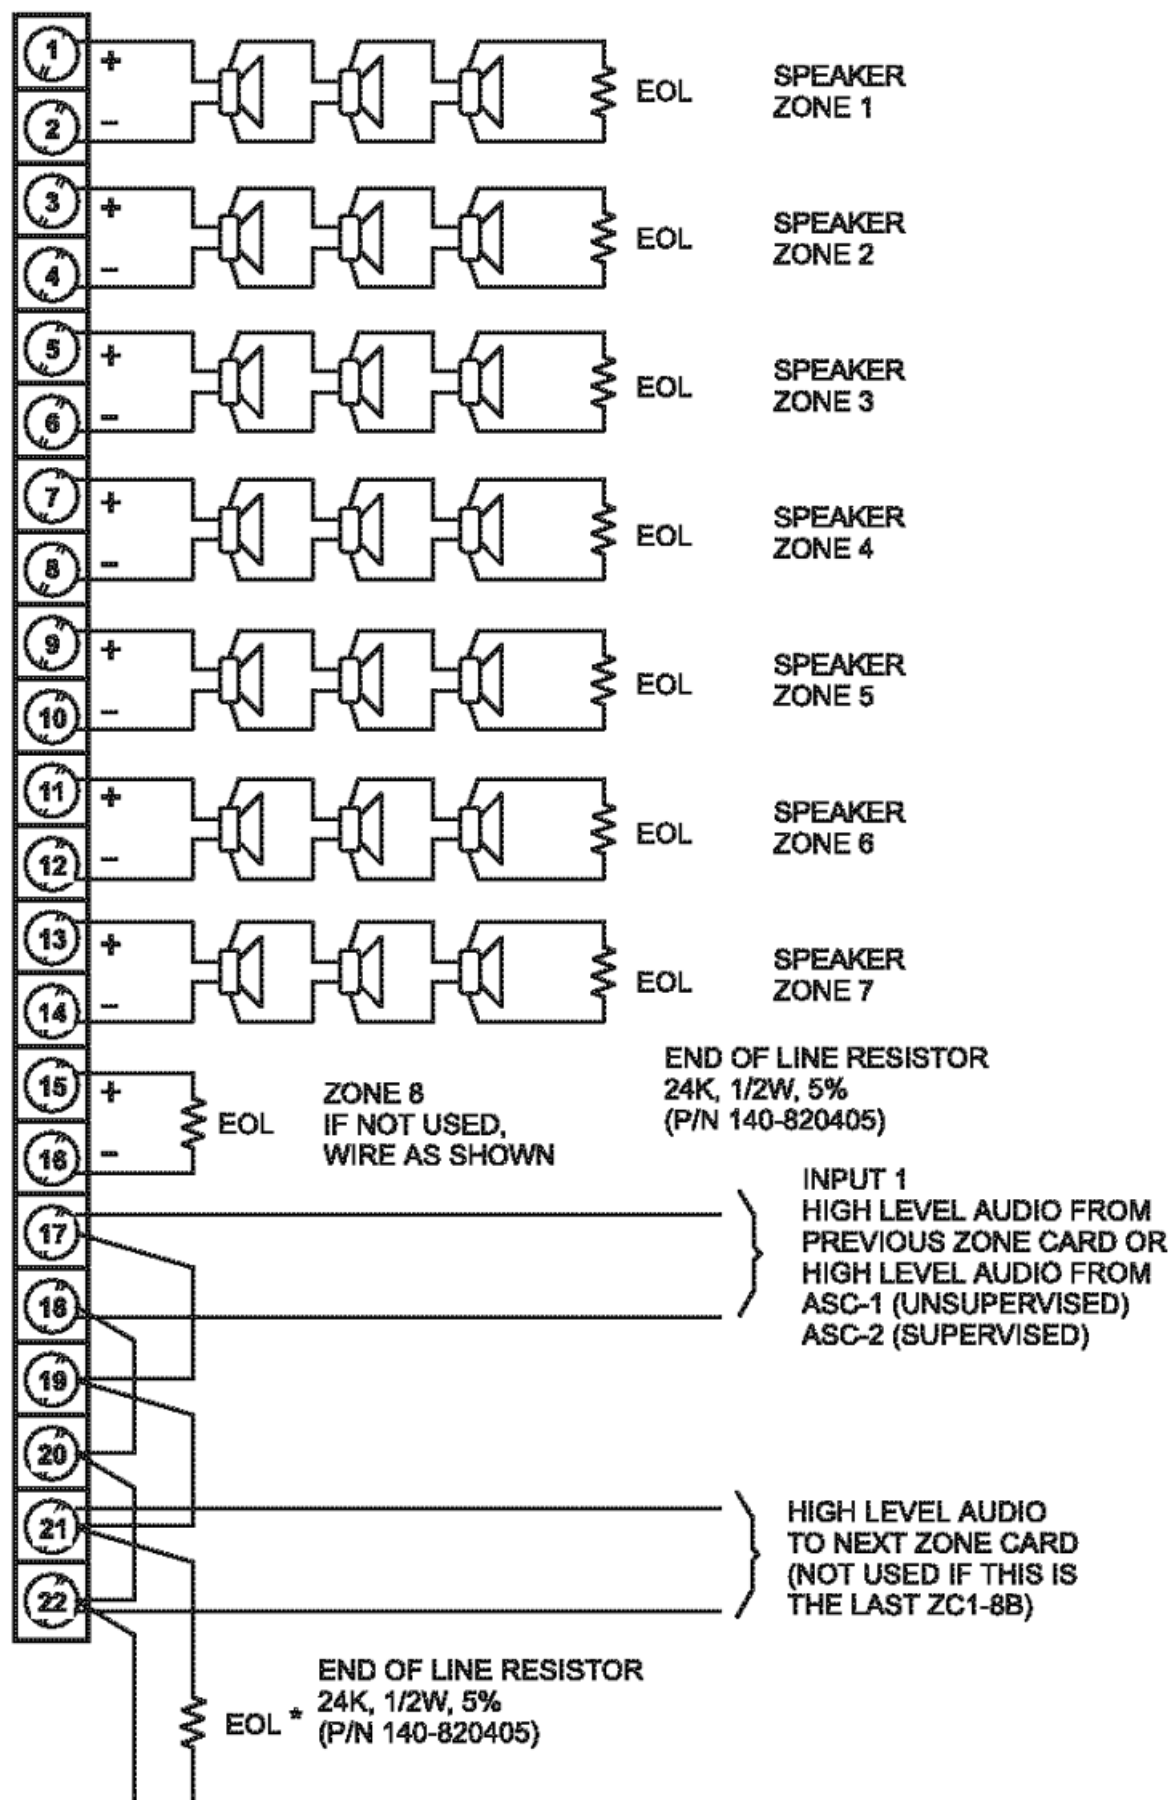 1
+
EOL
SPEAKER
ZONE 1
2
−
3
+
EOL
SPEAKER
ZONE 2
4
−
5
+
EOL
SPEAKER
ZONE 3
6
−
7
+
EOL
SPEAKER
ZONE 4
8
−
9
+
EOL
SPEAKER
ZONE 5
10
−
11
+
EOL
SPEAKER
ZONE 6
12
−
13
+
EOL
SPEAKER
ZONE 7
14
−
END OF LINE RESISTOR
24K, 1/2W, 5%
(P/N 140-820405)
15
+
EOL
ZONE 8
IF NOT USED,
WIRE AS SHOWN
16
−
17
INPUT 1
HIGH LEVEL AUDIO FROM
PREVIOUS ZONE CARD OR
HIGH LEVEL AUDIO FROM
ASC-1 (UNSUPERVISED)
ASC-2 (SUPERVISED)
18
19
20
21
HIGH LEVEL AUDIO
TO NEXT ZONE CARD
(NOT USED IF THIS IS
THE LAST ZC1-8B)
22
EOL *
END OF LINE RESISTOR
24K, 1/2W, 5%
(P/N 140-820405)